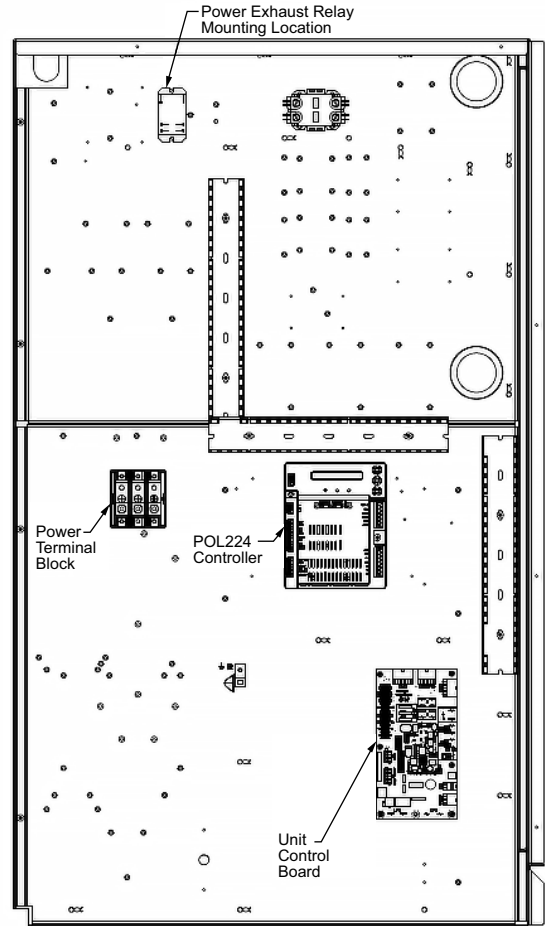 Power Exhaust Relay
Mounting Location
Power
Terminal
Block
POL224
Controller
Unit
Control
Board